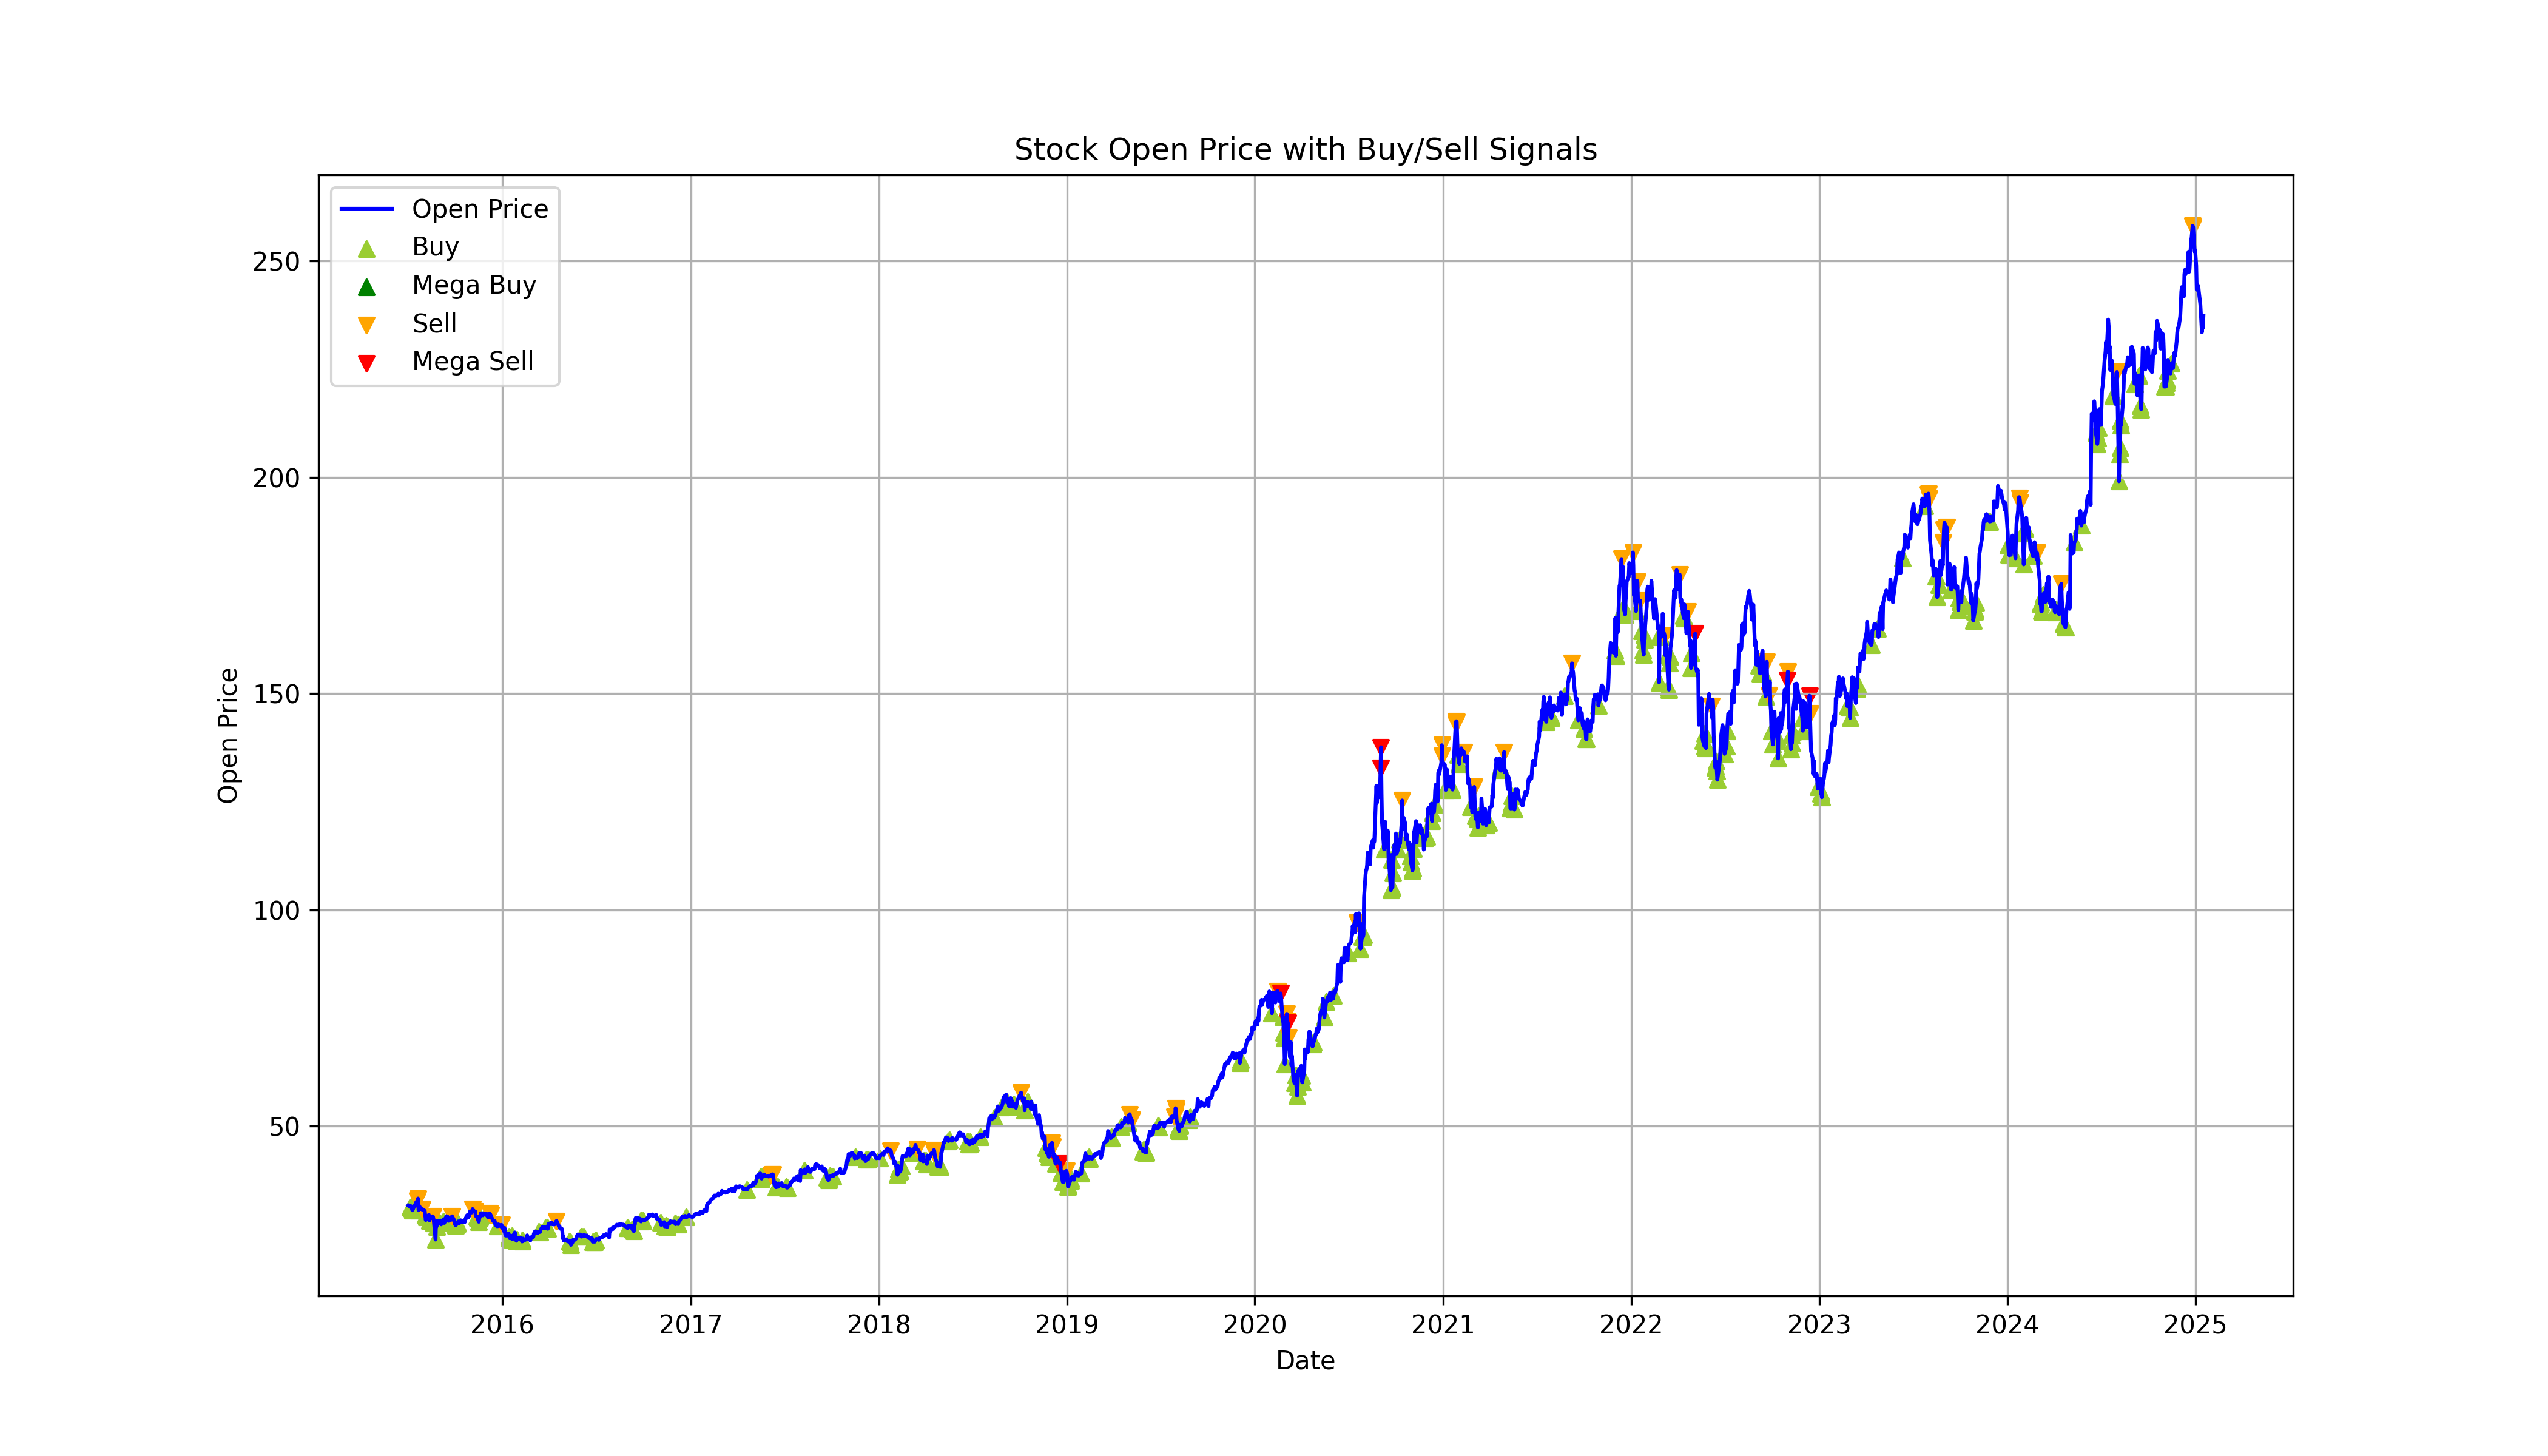 Stock Open Price with Buy/Sell Signals
Open Price
Buy
Mega Buy
Sell
Mega Sell
250
200
150
100
50
Open Price
2016 2017 2018 2019 2020 2021 2022 2023 2024 2025
Date